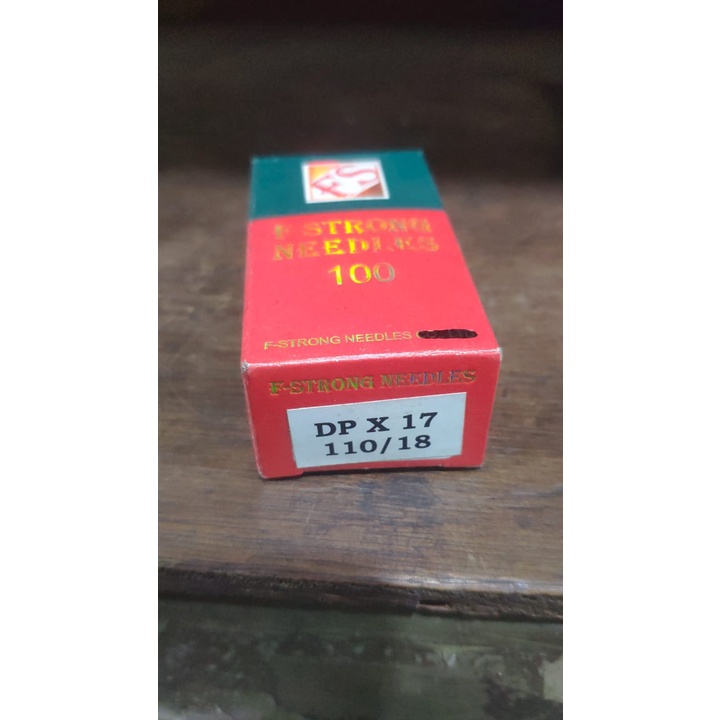 FS
F STRONG
NEEDLES
100
F-STRONG NEEDLES
F-STRONG NEEDLES
DP X 17
110/18